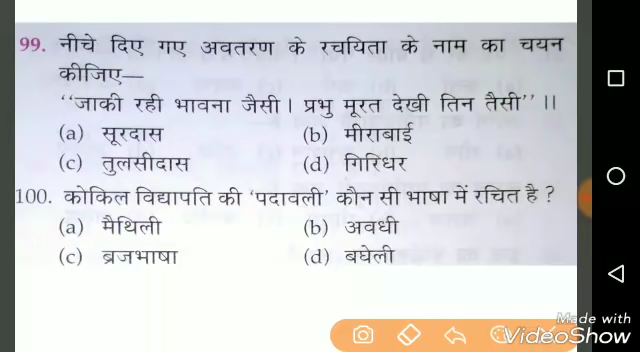 99. नीचे दिए गए अवतरण के रचयिता के नाम का चयन
कीजिए—
“जाकी रही भावना जैसी। प्रभु मूरत देखी तिन तैसी”॥
(a) सूरदास (b) मीराबाई
(c) तुलसीदास (d) गिरिधर
100. कोकिल विद्यापति की ‘पदावली’ कौन सी भाषा में रचित है ?
(a) मैथिली (b) अवधी
(c) ब्रजभाषा (d) बघेली
Made with
VideoShow